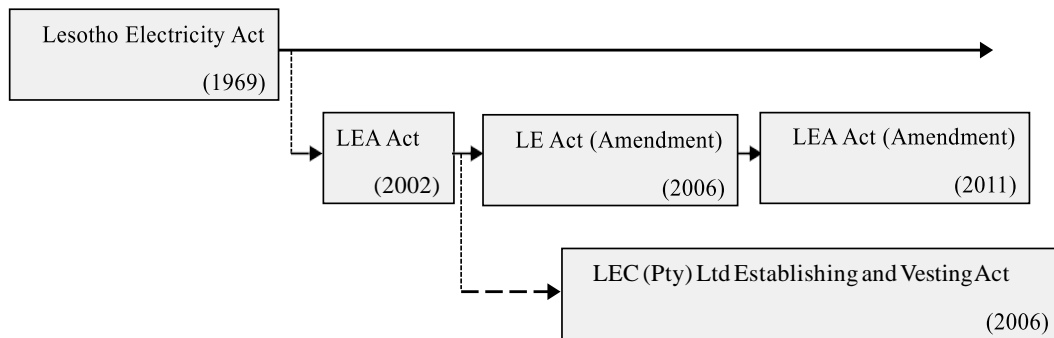 Lesotho Electricity Act
(1969)
LEA Act
(2002)
LE Act (Amendment)
(2006)
LEA Act (Amendment)
(2011)
LEC (Pty) Ltd Establishing and Vesting Act
(2006)